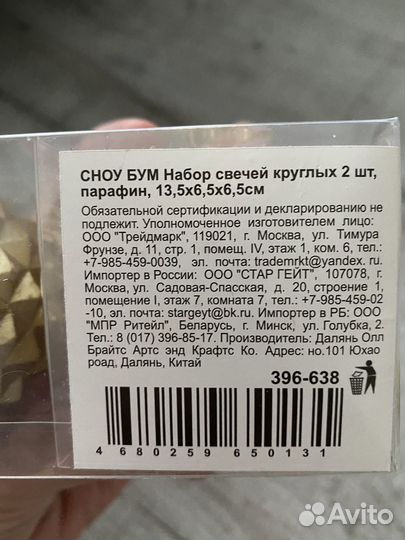 СНОУ БУМ Набор свечей круглых 2 шт,
парафин, 13,5х6,5х6,5см
Обязательной сертификации и декларированию не
подлежит. Уполномоченное изготовителем лицо:
ООО "Трейдмарк", 119021, г. Москва, ул. Тимура
Фрунзе, д. 11, стр. 1, помещ. IV, этаж 1, ком. 6, тел.:
+7-985-459-0039, эл. почта: trademrkt@yandex.ru.
Импортер в России: ООО "СТАР ГЕЙТ", 107078, г.
Москва, ул. Садовая-Спасская, д. 20, строение 1,
помещение I, этаж 7, комната 7, тел.: +7-985-459-02
-10, эл. почта: stargeyt@bk.ru. Импортер в РБ: ООО
"МПР Ритейл", Беларусь, г. Минск, ул. Голубка, 2.
Тел.: 8 (017) 396-85-17. Производитель: Далянь Олл
Брайтс Артс энд Крафтс Ко. Адрес: но.101 Юхао
роад, Далянь, Китай
396-638
4 680259 650131
Avito